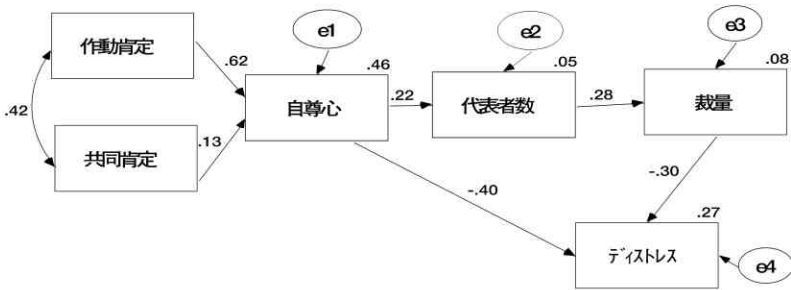 作動肯定
共同肯定
.42
.62
.13
e1
.46
自尊心
.22
e2
.05
代表者数
.28
e3
.08
裁量
-.40
-.30
.27
ディストレス
e4